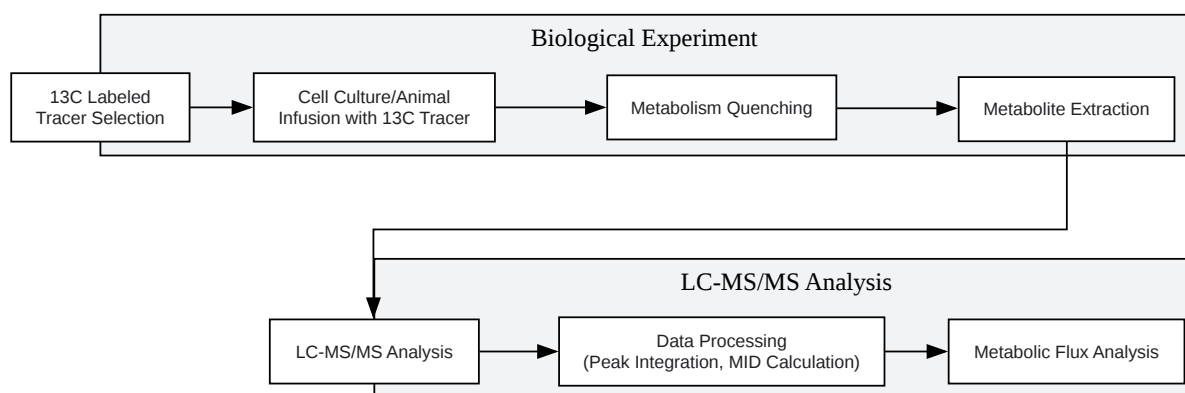 Biological Experiment
13C Labeled
Tracer Selection
Cell Culture/Animal
Infusion with 13C Tracer
Metabolism Quenching
Metabolite Extraction
LC-MS/MS Analysis
LC-MS/MS Analysis
Data Processing
(Peak Integration, MID Calculation)
Metabolic Flux Analysis